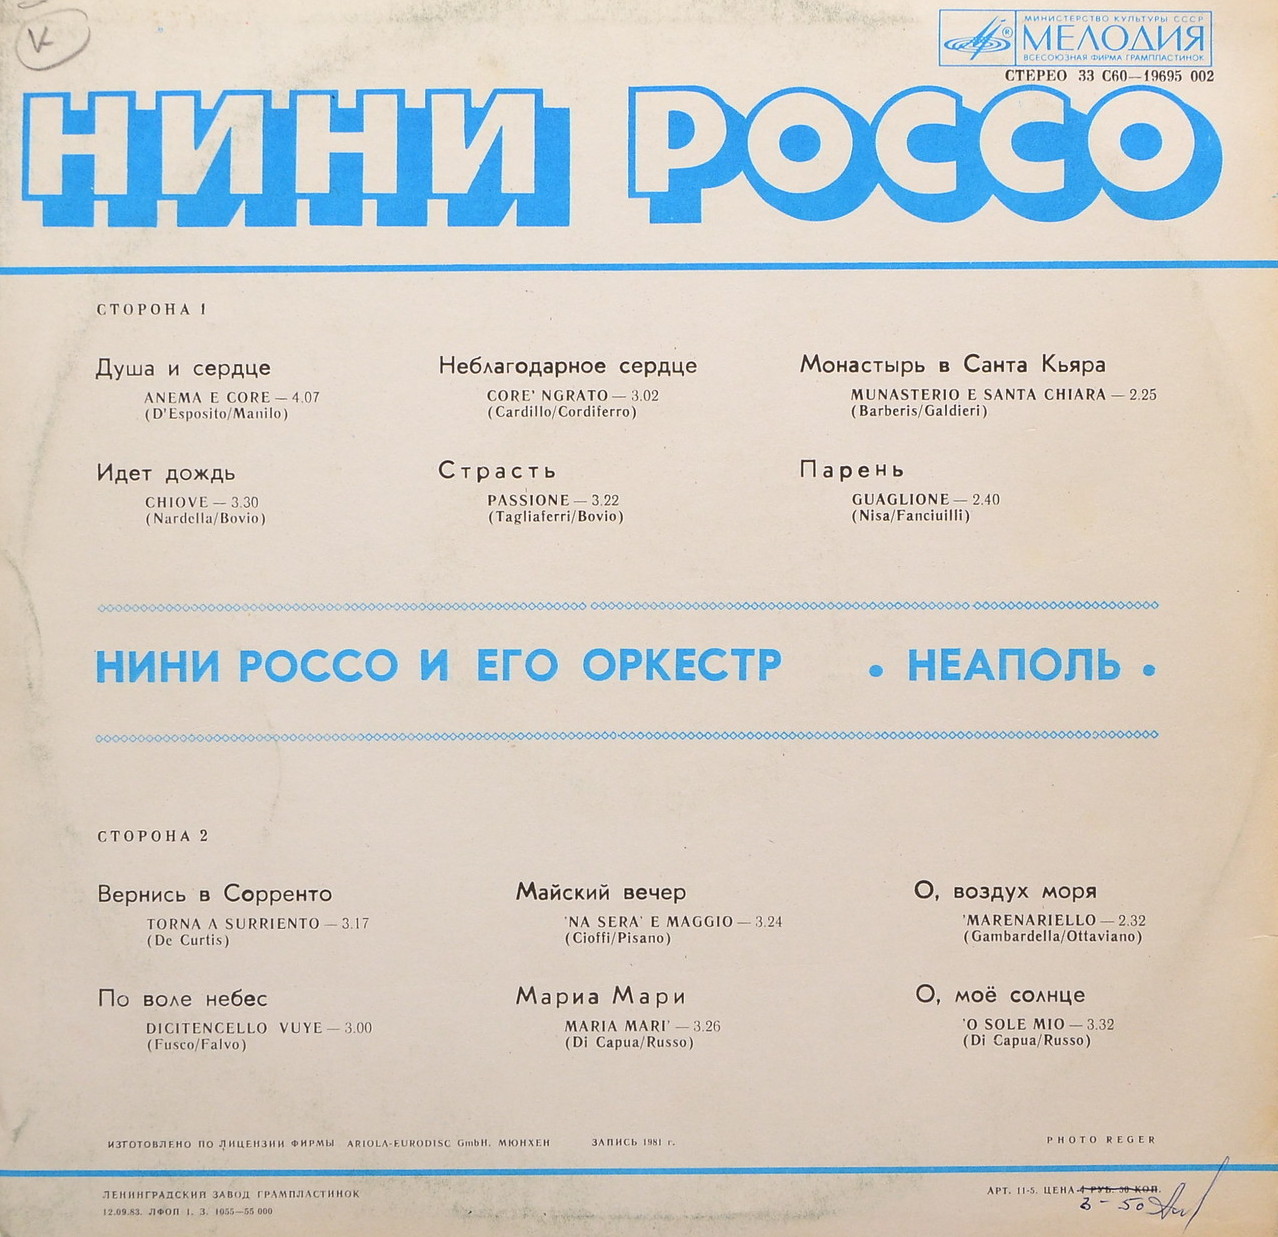 МИНИСТЕРСТВО КУЛЬТУРЫ СССР
МЕЛОДИЯ
ВСЕСОЮЗНАЯ ФИРМА ГРАМПЛАСТИНОК
СТЕРЕО 33 С60—19695 002
НИНИ РОССО
СТОРОНА 1
Душа и сердце
ANEMA E CORE — 4.07
(D'Esposito/Manilo)
Неблагодарное сердце
CORE' NGRATO — 3.02
(Cardillo/Cordiferro)
Монастырь в Санта Кьяра
MUNASTERIO E SANTA CHIARA — 2.25
(Barberis/Galdieri)
Идет дождь
CHIOVE — 3.30
(Nardella/Bovio)
Страсть
PASSIONE — 3.22
(Tagliaferri/Bovio)
Парень
GUAGLIONE — 2.40
(Nisa/Fanciuilli)
НИНИ РОССО И ЕГО ОРКЕСТР • НЕАПОЛЬ •
СТОРОНА 2
Вернись в Сорренто
TORNA A SURRIENTO — 3.17
(De Curtis)
Майский вечер
'NA SERA' E MAGGIO — 3.24
(Cioffi/Pisano)
О, воздух моря
'MARENARIELLO — 2.32
(Gambardella/Ottaviano)
По воле небес
DICITENCELLO VUYE — 3.00
(Fusco/Falvo)
Мариа Мари
MARIA MARI' — 3.26
(Di Capua/Russo)
О, моё солнце
'O SOLE MIO — 3.32
(Di Capua/Russo)
ИЗГОТОВЛЕНО ПО ЛИЦЕНЗИИ ФИРМЫ ARIOLA-EURODISC GmbH, МЮНХЕН ЗАПИСЬ 1981 г.
PHOTO REGER
ЛЕНИНГРАДСКИЙ ЗАВОД ГРАМПЛАСТИНОК
12.09.83. ЛФОП 1. З. 1055—55 000
АРТ. 11-5. ЦЕНА 4 РУБ. 50 КОП.
3-50